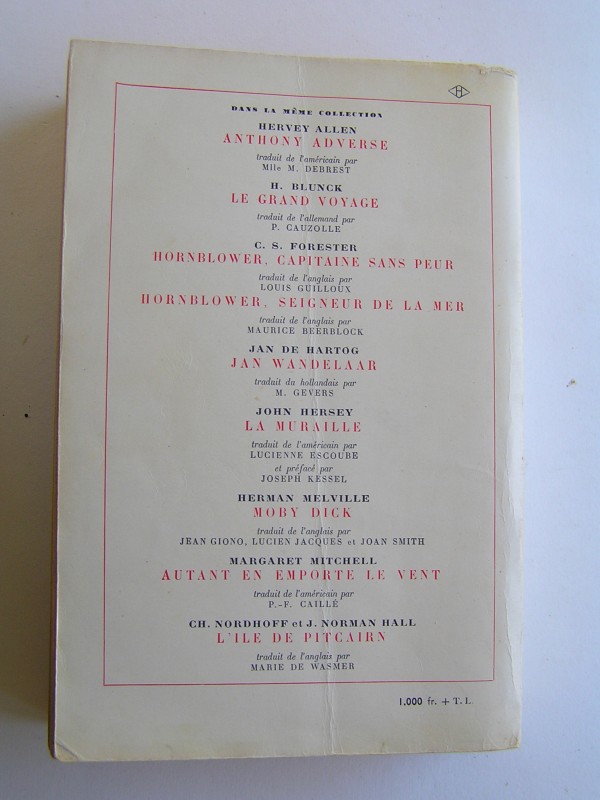 H
DANS LA MÊME COLLECTION
HERVEY ALLEN
ANTHONY ADVERSE
traduit de l'américain par
Mlle M. DEBREST
H. BLUNCK
LE GRAND VOYAGE
traduit de l'allemand par
P. CAUZOLLE
C. S. FORESTER
HORNBLOWER, CAPITAINE SANS PEUR
traduit de l'anglais par
LOUIS GUILLOUX
HORNBLOWER, SEIGNEUR DE LA MER
traduit de l'anglais par
MAURICE BEERBLOCK
JAN DE HARTOG
JAN WANDELAAR
traduit du hollandais par
M. GEVERS
JOHN HERSEY
LA MURAILLE
traduit de l'américain par
LUCIENNE ESCOUBE
et préfacé par
JOSEPH KESSEL
HERMAN MELVILLE
MOBY DICK
traduit de l'anglais par
JEAN GIONO, LUCIEN JACQUES et JOAN SMITH
MARGARET MITCHELL
AUTANT EN EMPORTE LE VENT
traduit de l'américain par
P.-F. CAILLÉ
CH. NORDHOFF et J. NORMAN HALL
L'ILE DE PITCAIRN
traduit de l'anglais par
MARIE DE WASMER
1.000 fr. + T. L.